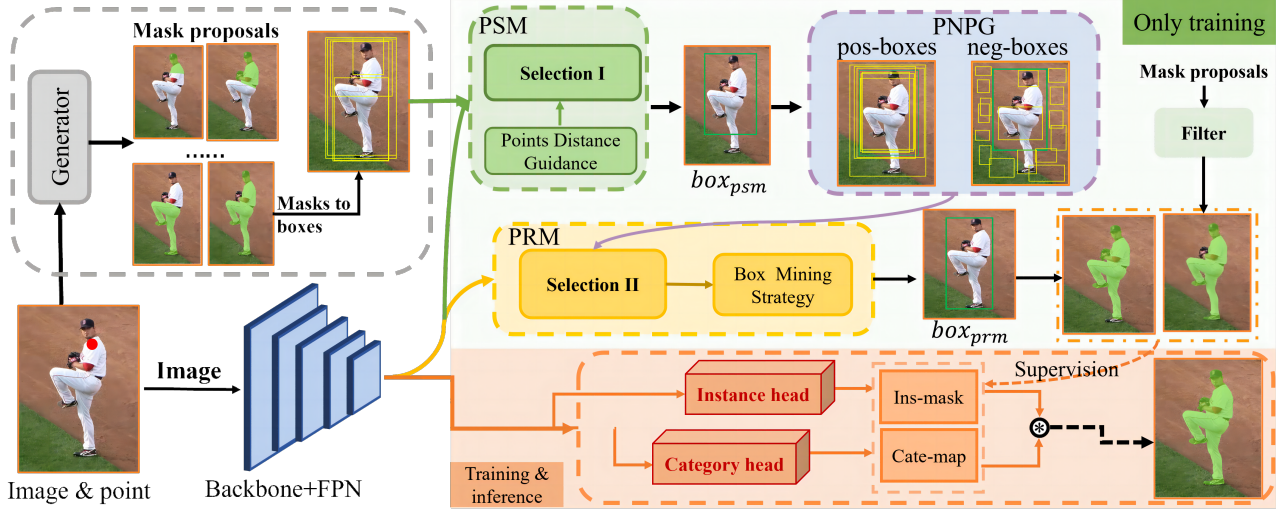 Mask proposals
Generator
......
Masks to
boxes
Image & point
Image
Backbone+FPN
PSM
Selection I
Points Distance
Guidance
box_psm
PNPG
pos-boxes
neg-boxes
Only training
Mask proposals
Filter
PRM
Selection II
Box Mining
Strategy
box_prm
Supervision
Instance head
Ins-mask
Category head
Cate-map
Training &
inference